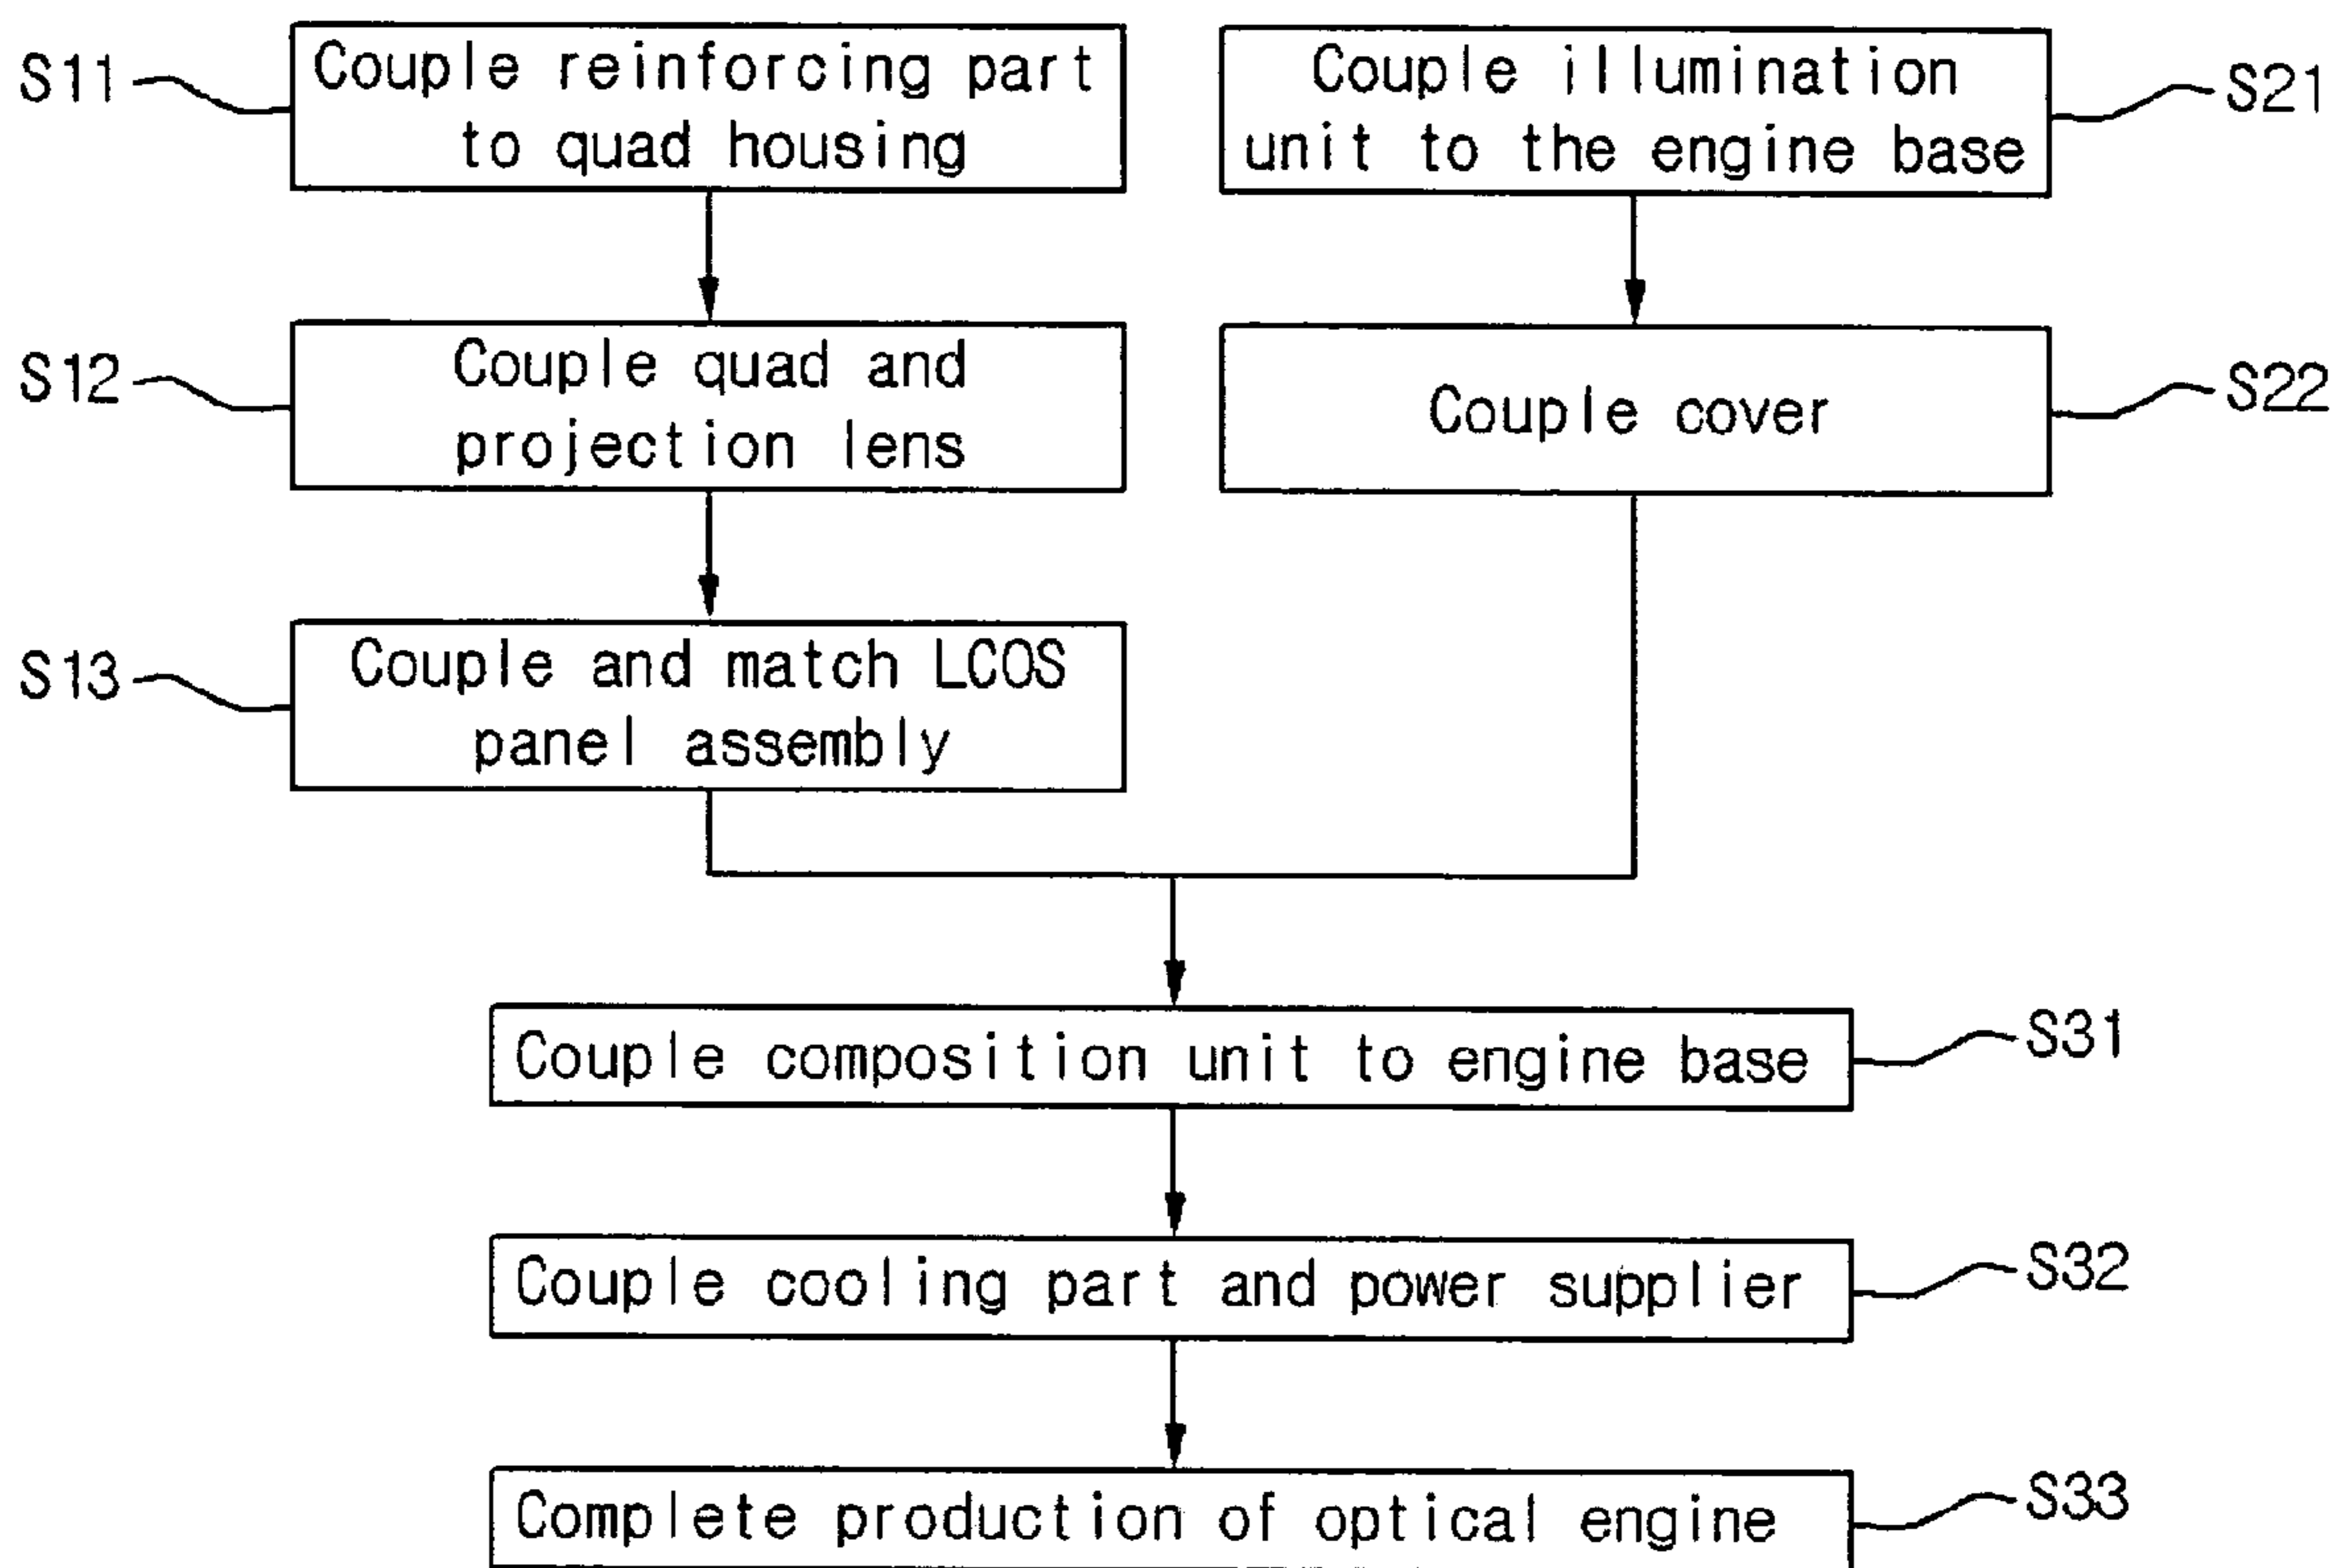 S11
Couple reinforcing part
to quad housing
Couple illumination
unit to the engine base
S21
S12
Couple quad and
projection lens
Couple cover
S22
S13
Couple and match LCOS
panel assembly
Couple composition unit to engine base
S31
Couple cooling part and power supplier
S32
Complete production of optical engine
S33